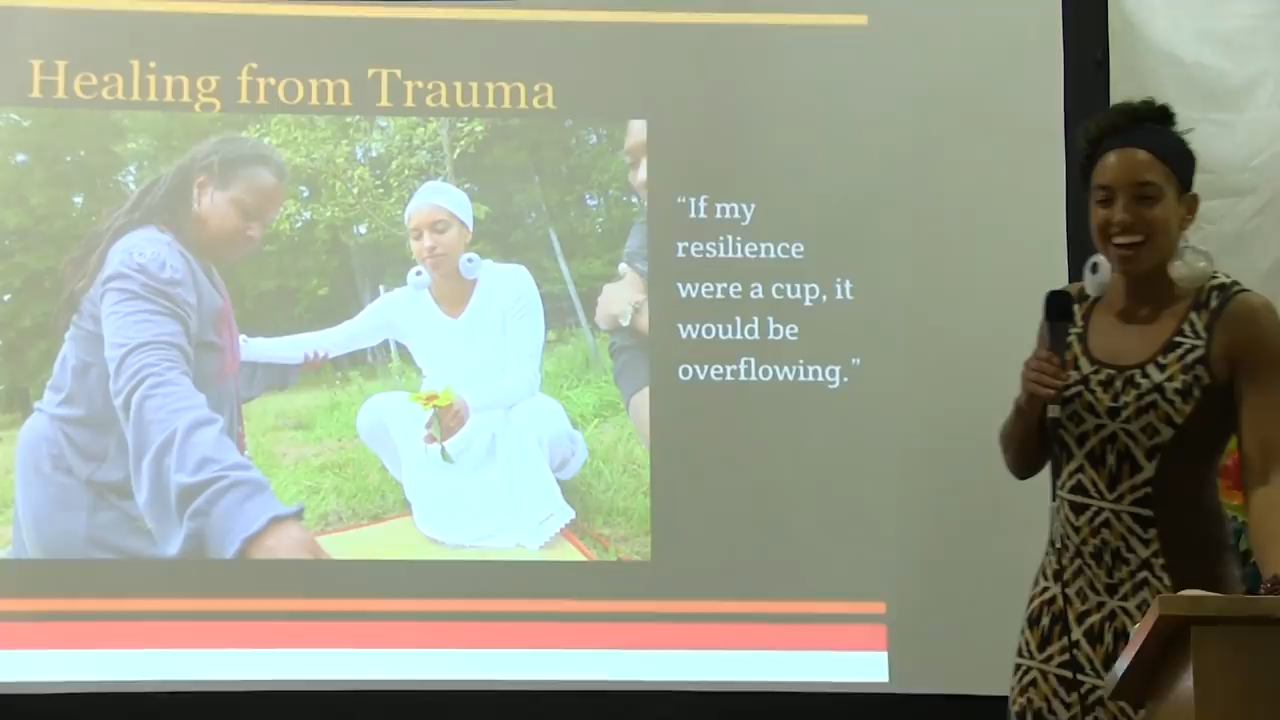 Healing from Trauma
“If my
resilience
were a cup, it
would be
overflowing.”